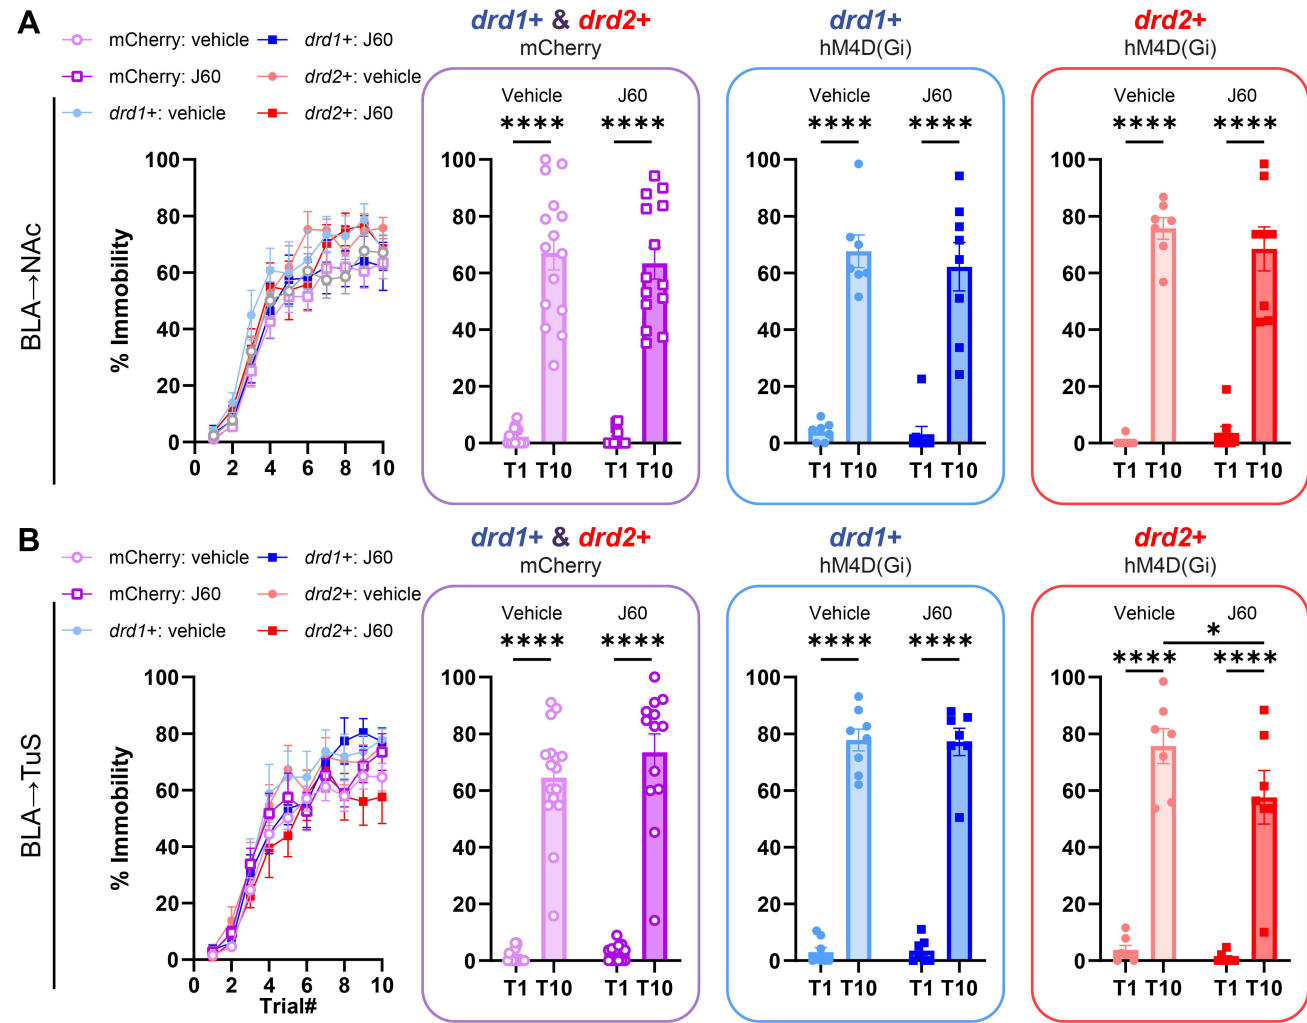 A
mCherry: vehicle
mCherry: J60
drd1+: vehicle
drd1+: J60
drd2+: vehicle
drd2+: J60
BLA→NAc
% Immobility
100
80
60
40
20
0
0 2 4 6 8 10
drd1+ & drd2+
mCherry
Vehicle J60
**** ****
100
80
60
40
20
0
T1 T10 T1 T10
drd1+
hM4D(Gi)
Vehicle J60
**** ****
100
80
60
40
20
0
T1 T10 T1 T10
drd2+
hM4D(Gi)
Vehicle J60
**** ****
100
80
60
40
20
0
T1 T10 T1 T10
B
mCherry: vehicle
mCherry: J60
drd1+: vehicle
drd1+: J60
drd2+: vehicle
drd2+: J60
BLA→TuS
% Immobility
100
80
60
40
20
0
0 2 4 6 8 10
Trial#
drd1+ & drd2+
mCherry
Vehicle J60
**** ****
100
80
60
40
20
0
T1 T10 T1 T10
drd1+
hM4D(Gi)
Vehicle J60
**** ****
100
80
60
40
20
0
T1 T10 T1 T10
drd2+
hM4D(Gi)
Vehicle J60
*
**** ****
100
80
60
40
20
0
T1 T10 T1 T10